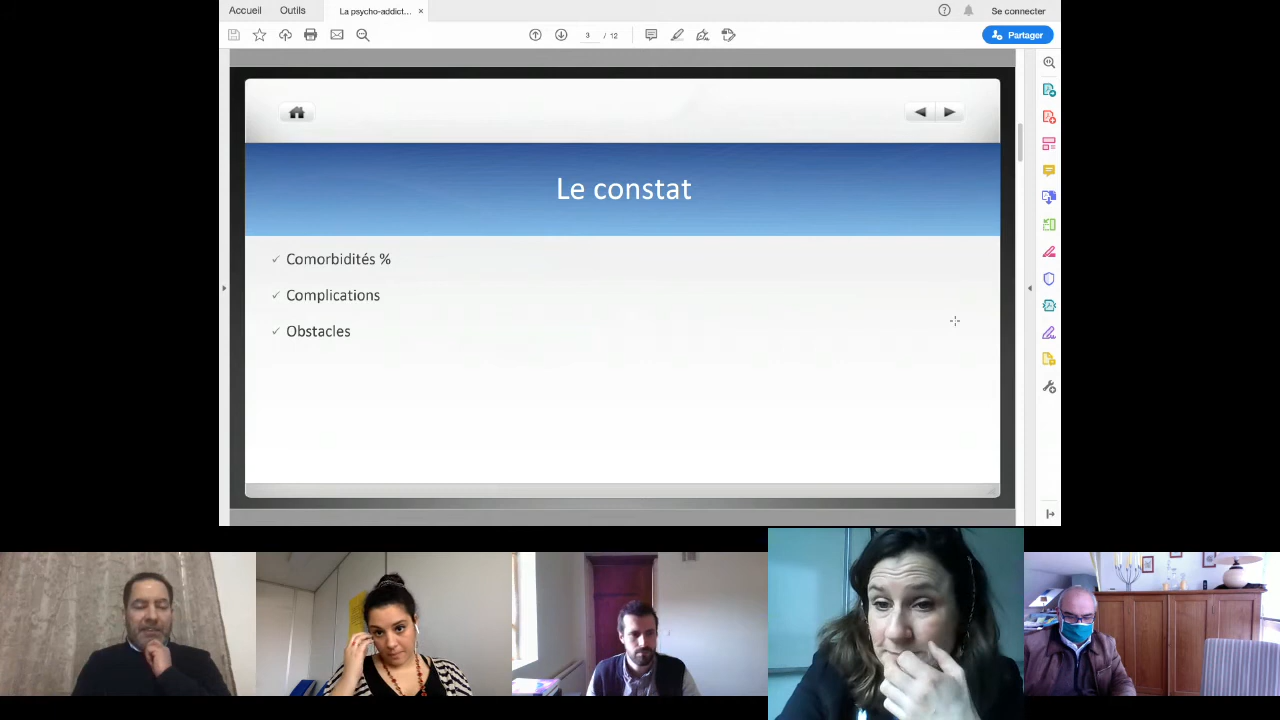 Accueil Outils La psycho-addict... × Se connecter
3 / 12 Partager
Le constat
✓ Comorbidités %
✓ Complications
✓ Obstacles